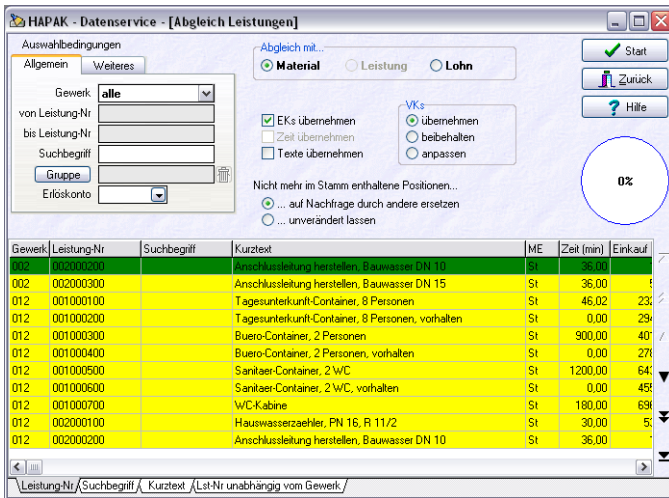 HAPAK - Datenservice - [Abgleich Leistungen]
Auswahlbedingungen
Allgemein Weiteres
Gewerk alle
von Leistung-Nr
bis Leistung-Nr
Suchbegriff
Gruppe
Erlöskonto
Abgleich mit...
Material Leistung Lohn
EKs übernehmen
Zeit übernehmen
Texte übernehmen
VKs
übernehmen
beibehalten
anpassen
Nicht mehr im Stamm enthaltene Positionen...
... auf Nachfrage durch andere ersetzen
... unverändert lassen
Start
Zurück
Hilfe
0%
Gewerk Leistung-Nr Suchbegriff Kurztext ME Zeit (min) Einkauf
002 002000200 Anschlussleitung herstellen, Bauwasser DN 10 St 36,00
002 002000300 Anschlussleitung herstellen, Bauwasser DN 15 St 36,00
012 001000100 Tagesunterkunft-Container, 8 Personen St 46,02 232
012 001000200 Tagesunterkunft-Container, 8 Personen, vorhalten St 0,00 294
012 001000300 Buero-Container, 2 Personen St 900,00 407
012 001000400 Buero-Container, 2 Personen, vorhalten St 0,00 278
012 001000500 Sanitaer-Container, 2 WC St 1200,00 643
012 001000600 Sanitaer-Container, 2 WC, vorhalten St 0,00 455
012 001000700 WC-Kabine St 180,00 696
012 002000100 Hauswasserzaehler, PN 16, R 11/2 St 30,00
012 002000200 Anschlussleitung herstellen, Bauwasser DN 10 St 36,00
Leistung-Nr Suchbegriff Kurztext Lst-Nr unabhängig vom Gewerk